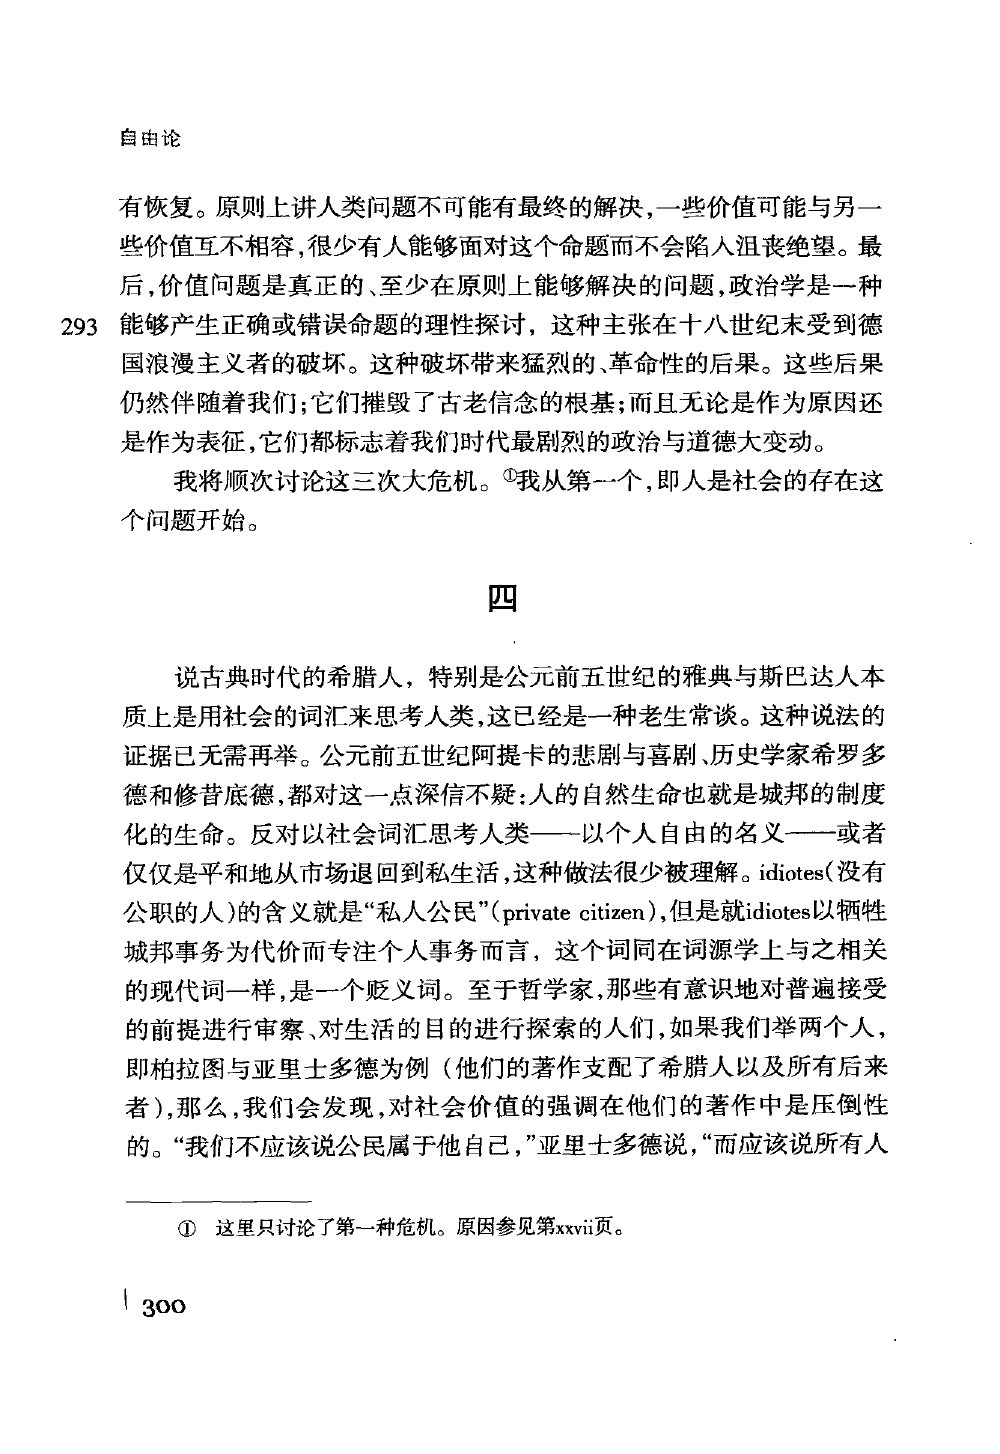 自由论
有恢复。原则上讲人类问题不可能有最终的解决,一些价值可能与另一
些价值互不相容,很少有人能够面对这个命题而不会陷入沮丧绝望。最
后,价值问题是真正的、至少在原则上能够解决的问题,政治学是一种
293 能够产生正确或错误命题的理性探讨，这种主张在十八世纪末受到德
国浪漫主义者的破坏。这种破坏带来猛烈的、革命性的后果。这些后果
仍然伴随着我们;它们摧毁了古老信念的根基;而且无论是作为原因还
是作为表征,它们都标志着我们时代最剧烈的政治与道德大变动。
我将顺次讨论这三次大危机。①我从第一个,即人是社会的存在这
个问题开始。
四
说古典时代的希腊人，特别是公元前五世纪的雅典与斯巴达人本
质上是用社会的词汇来思考人类,这已经是一种老生常谈。这种说法的
证据已无需再举。公元前五世纪阿提卡的悲剧与喜剧、历史学家希罗多
德和修昔底德,都对这一点深信不疑:人的自然生命也就是城邦的制度
化的生命。反对以社会词汇思考人类——以个人自由的名义——或者
仅仅是平和地从市场退回到私生活,这种做法很少被理解。idiotes(没有
公职的人)的含义就是“私人公民”(private citizen),但是就idiotes以牺牲
城邦事务为代价而专注个人事务而言，这个词同在词源学上与之相关
的现代词一样,是一个贬义词。至于哲学家,那些有意识地对普遍接受
的前提进行审察、对生活的目的进行探索的人们,如果我们举两个人,
即柏拉图与亚里士多德为例（他们的著作支配了希腊人以及所有后来
者),那么,我们会发现,对社会价值的强调在他们的著作中是压倒性
的。“我们不应该说公民属于他自己,”亚里士多德说,“而应该说所有人
① 这里只讨论了第一种危机。原因参见第xxvii页。
300